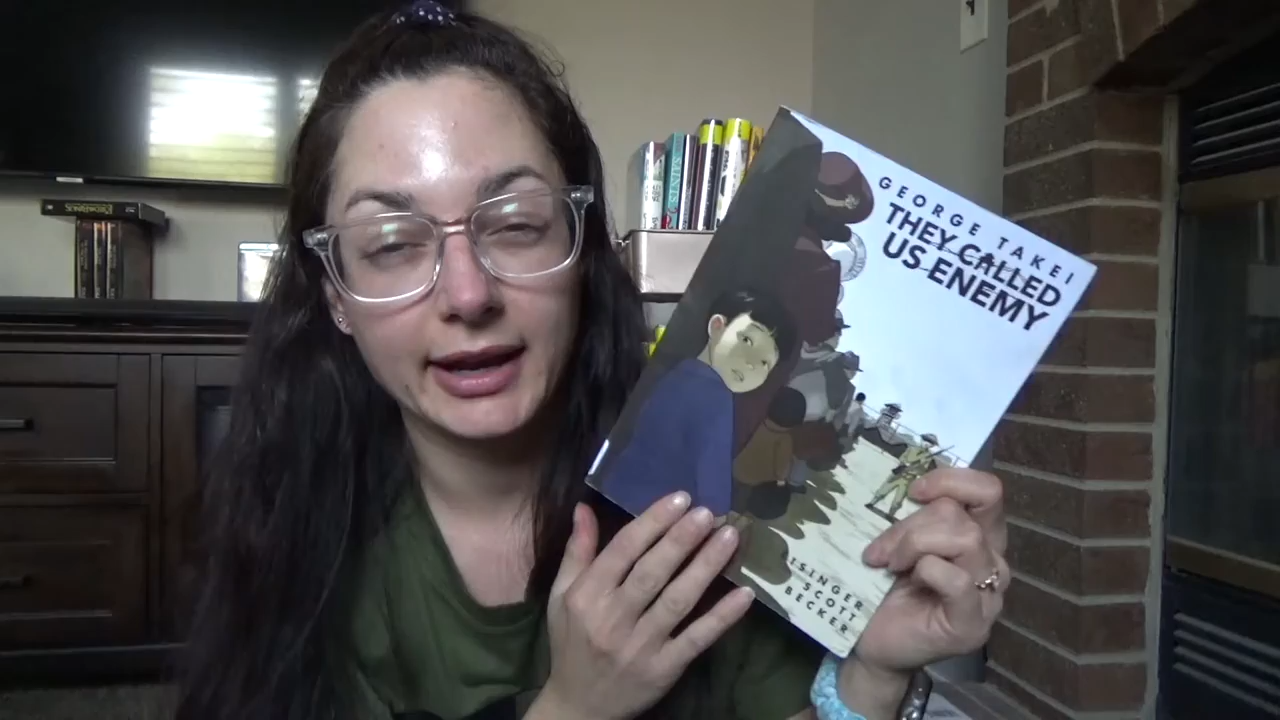 GEORGE TAKEI
THEY CALLED
US ENEMY
EISINGER
SCOTT
BECKER